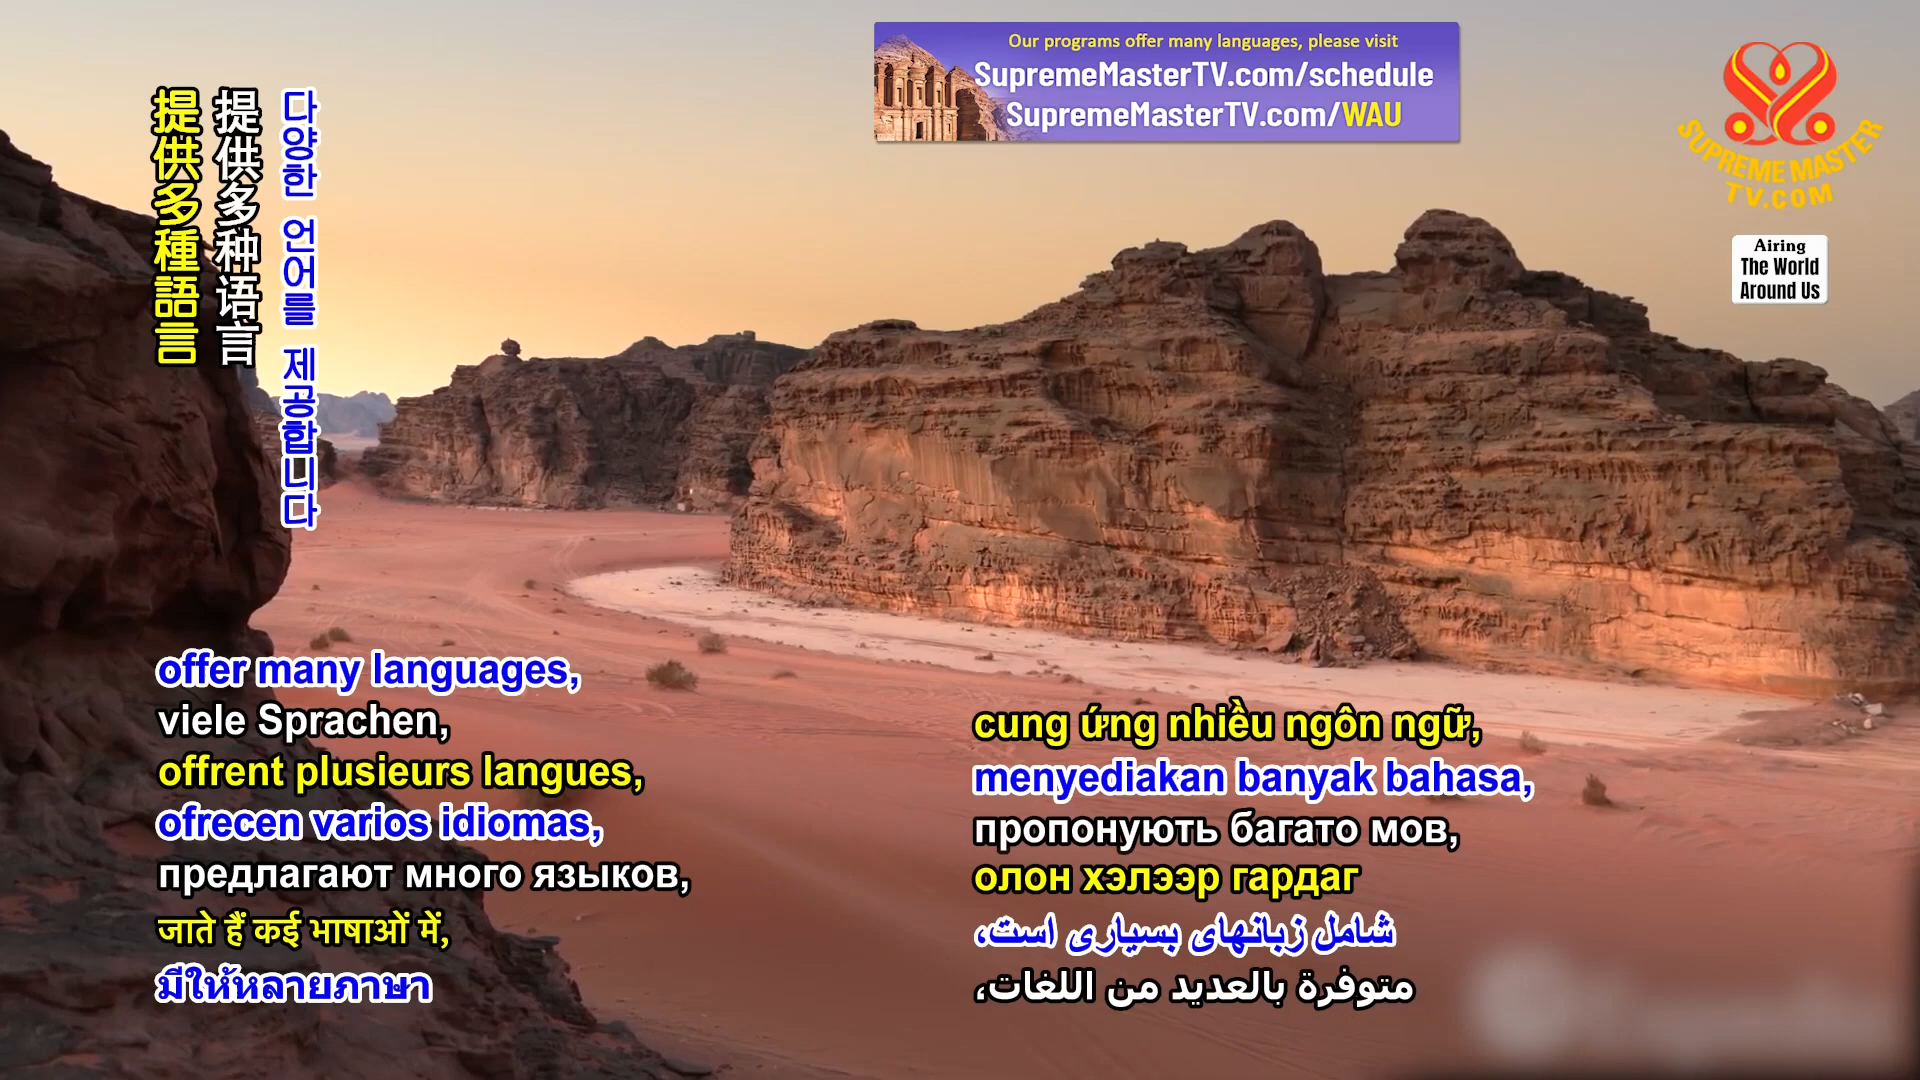 Our programs offer many languages, please visit
SupremeMasterTV.com/schedule
SupremeMasterTV.com/WAU
SUPREME MASTER
TV.COM
Airing
The World
Around Us
提供多種語言
提供多种语言
다양한 언어를 제공합니다
offer many languages,
viele Sprachen,
offrent plusieurs langues,
ofrecen varios idiomas,
предлагают много языков,
जाते हैं कई भाषाओं में,
มีให้หลายภาษา
cung ứng nhiều ngôn ngữ,
menyediakan banyak bahasa,
пропонують багато мов,
олон хэлээр гардаг
شامل زبانهای بسیاری است،
متوفرة بالعديد من اللغات،